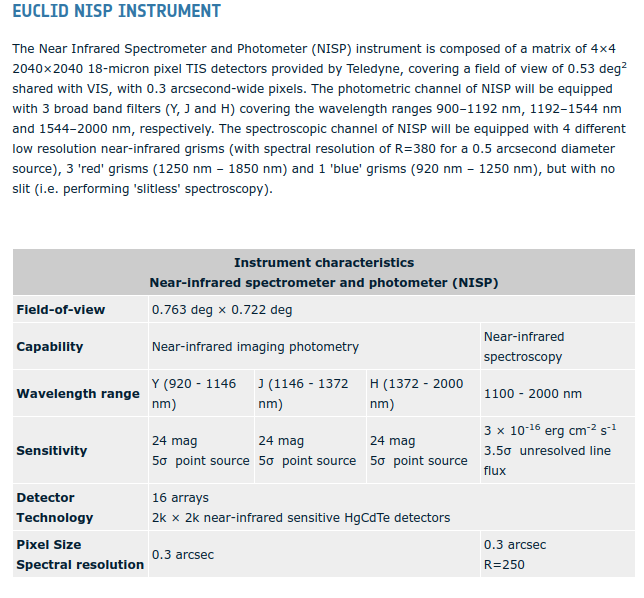 EUCLID NISP INSTRUMENT
The Near Infrared Spectrometer and Photometer (NISP) instrument is composed of a matrix of 4×4
2040×2040 18-micron pixel TIS detectors provided by Teledyne, covering a field of view of 0.53 deg²
shared with VIS, with 0.3 arcsecond-wide pixels. The photometric channel of NISP will be equipped
with 3 broad band filters (Y, J and H) covering the wavelength ranges 900–1192 nm, 1192–1544 nm
and 1544–2000 nm, respectively. The spectroscopic channel of NISP will be equipped with 4 different
low resolution near-infrared grisms (with spectral resolution of R=380 for a 0.5 arcsecond diameter
source), 3 'red' grisms (1250 nm – 1850 nm) and 1 'blue' grisms (920 nm – 1250 nm), but with no
slit (i.e. performing 'slitless' spectroscopy).
Instrument characteristics
Near-infrared spectrometer and photometer (NISP)
Field-of-view 0.763 deg × 0.722 deg
Capability Near-infrared imaging photometry
Near-infrared
spectroscopy
Wavelength range
Y (920 - 1146
nm)
J (1146 - 1372
nm)
H (1372 - 2000
nm)
1100 - 2000 nm
Sensitivity
24 mag
5σ point source
24 mag
5σ point source
24 mag
5σ point source
3 × 10⁻¹⁶ erg cm⁻² s⁻¹
3.5σ unresolved line
flux
Detector
Technology
16 arrays
2k × 2k near-infrared sensitive HgCdTe detectors
Pixel Size
Spectral resolution
0.3 arcsec
0.3 arcsec
R=250